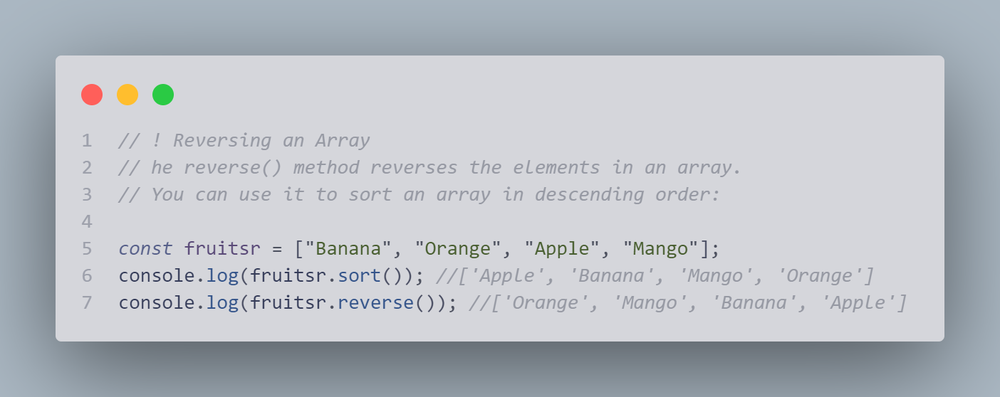 1 // ! Reversing an Array
2 // he reverse() method reverses the elements in an array.
3 // You can use it to sort an array in descending order:
4
5 const fruitsr = ["Banana", "Orange", "Apple", "Mango"];
6 console.log(fruitsr.sort()); //['Apple', 'Banana', 'Mango', 'Orange']
7 console.log(fruitsr.reverse()); //['Orange', 'Mango', 'Banana', 'Apple']